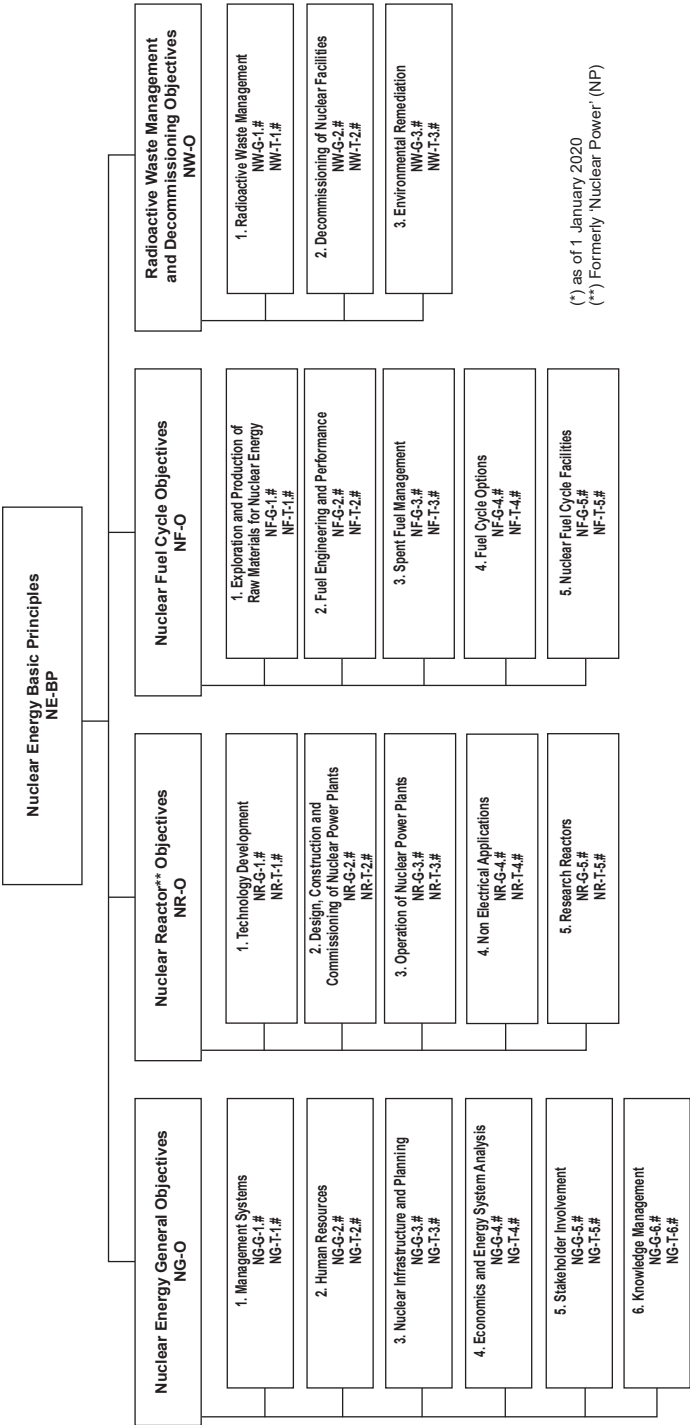 Nuclear Energy Basic Principles
NE-BP
Nuclear Energy General Objectives
NG-O
1. Management Systems
NG-G-1.#
NG-T-1.#
2. Human Resources
NG-G-2.#
NG-T-2.#
3. Nuclear Infrastructure and Planning
NG-G-3.#
NG-T-3.#
4. Economics and Energy System Analysis
NG-G-4.#
NG-T-4.#
5. Stakeholder Involvement
NG-G-5.#
NG-T-5.#
6. Knowledge Management
NG-G-6.#
NG-T-6.#
Nuclear Reactor** Objectives
NR-O
1. Technology Development
NR-G-1.#
NR-T-1.#
2. Design, Construction and
Commissioning of Nuclear Power Plants
NR-G-2.#
NR-T-2.#
3. Operation of Nuclear Power Plants
NR-G-3.#
NR-T-3.#
4. Non Electrical Applications
NR-G-4.#
NR-T-4.#
5. Research Reactors
NR-G-5.#
NR-T-5.#
Nuclear Fuel Cycle Objectives
NF-O
1. Exploration and Production of
Raw Materials for Nuclear Energy
NF-G-1.#
NF-T-1.#
2. Fuel Engineering and Performance
NF-G-2.#
NF-T-2.#
3. Spent Fuel Management
NF-G-3.#
NF-T-3.#
4. Fuel Cycle Options
NF-G-4.#
NF-T-4.#
5. Nuclear Fuel Cycle Facilities
NF-G-5.#
NF-T-5.#
Radioactive Waste Management
and Decommissioning Objectives
NW-O
1. Radioactive Waste Management
NW-G-1.#
NW-T-1.#
2. Decommissioning of Nuclear Facilities
NW-G-2.#
NW-T-2.#
3. Environmental Remediation
NW-G-3.#
NW-T-3.#
(*) as of 1 January 2020
(**) Formerly ‘Nuclear Power’ (NP)